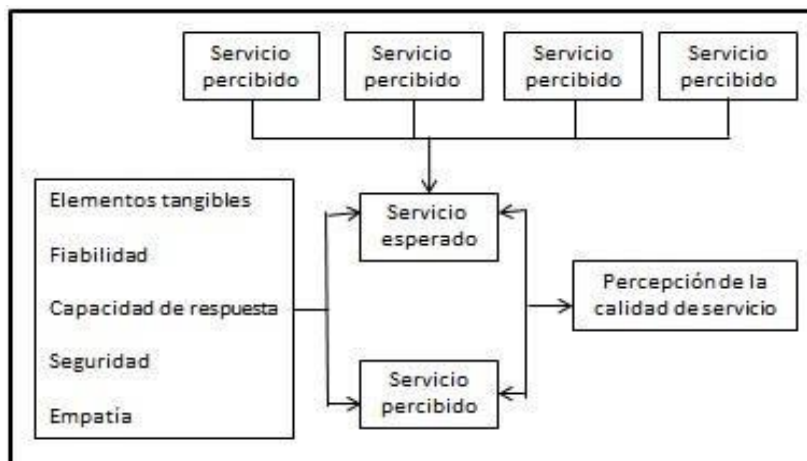 Servicio
percibido
Servicio
percibido
Servicio
percibido
Servicio
percibido
Elementos tangibles
Fiabilidad
Capacidad de respuesta
Seguridad
Empatía
Servicio
esperado
Servicio
percibido
Percepción de la
calidad de servicio